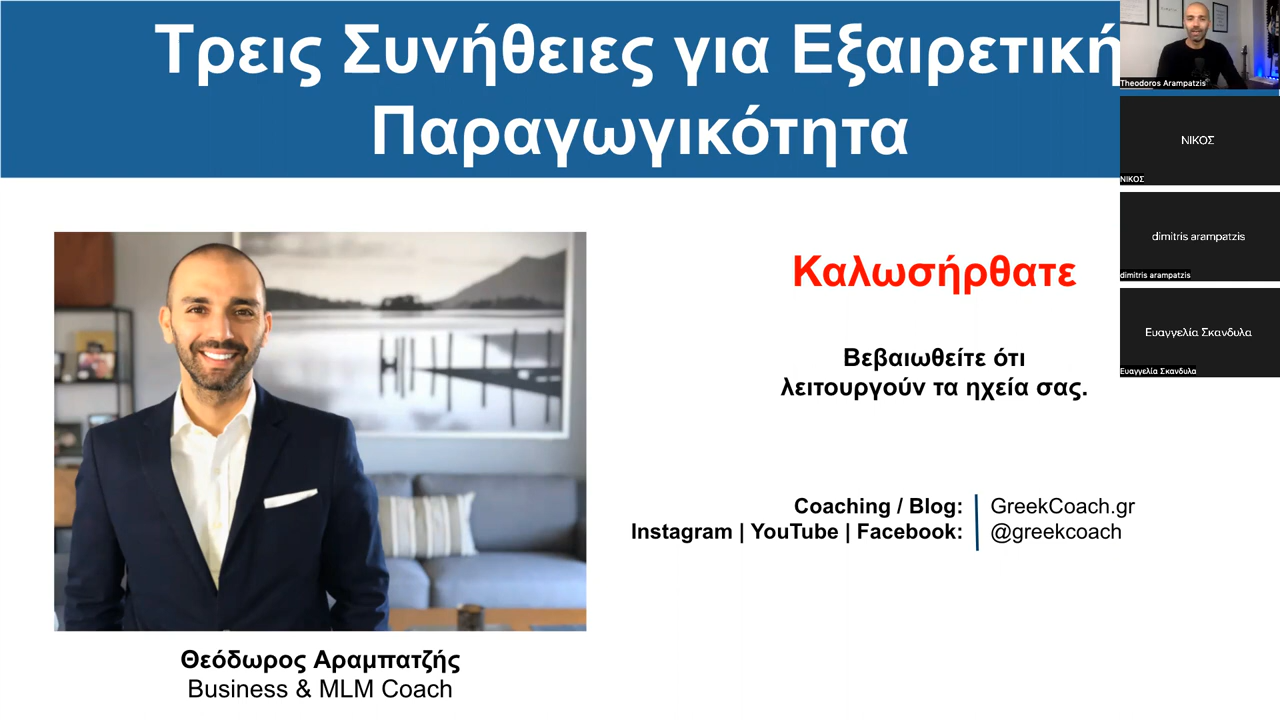 Τρεις Συνήθειες για Εξαιρετική
Παραγωγικότητα
Καλωσήρθατε
Βεβαιωθείτε ότι
λειτουργούν τα ηχεία σας.
Coaching / Blog: GreekCoach.gr
Instagram | YouTube | Facebook: @greekcoach
Θεόδωρος Αραμπατζής
Business & MLM Coach
Theodoros Arampatzis
ΝΙΚΟΣ
ΝΙΚΟΣ
dimitris arampatzis
dimitris arampatzis
Ευαγγελία Σκανδυλα
Ευαγγελία Σκανδυλα